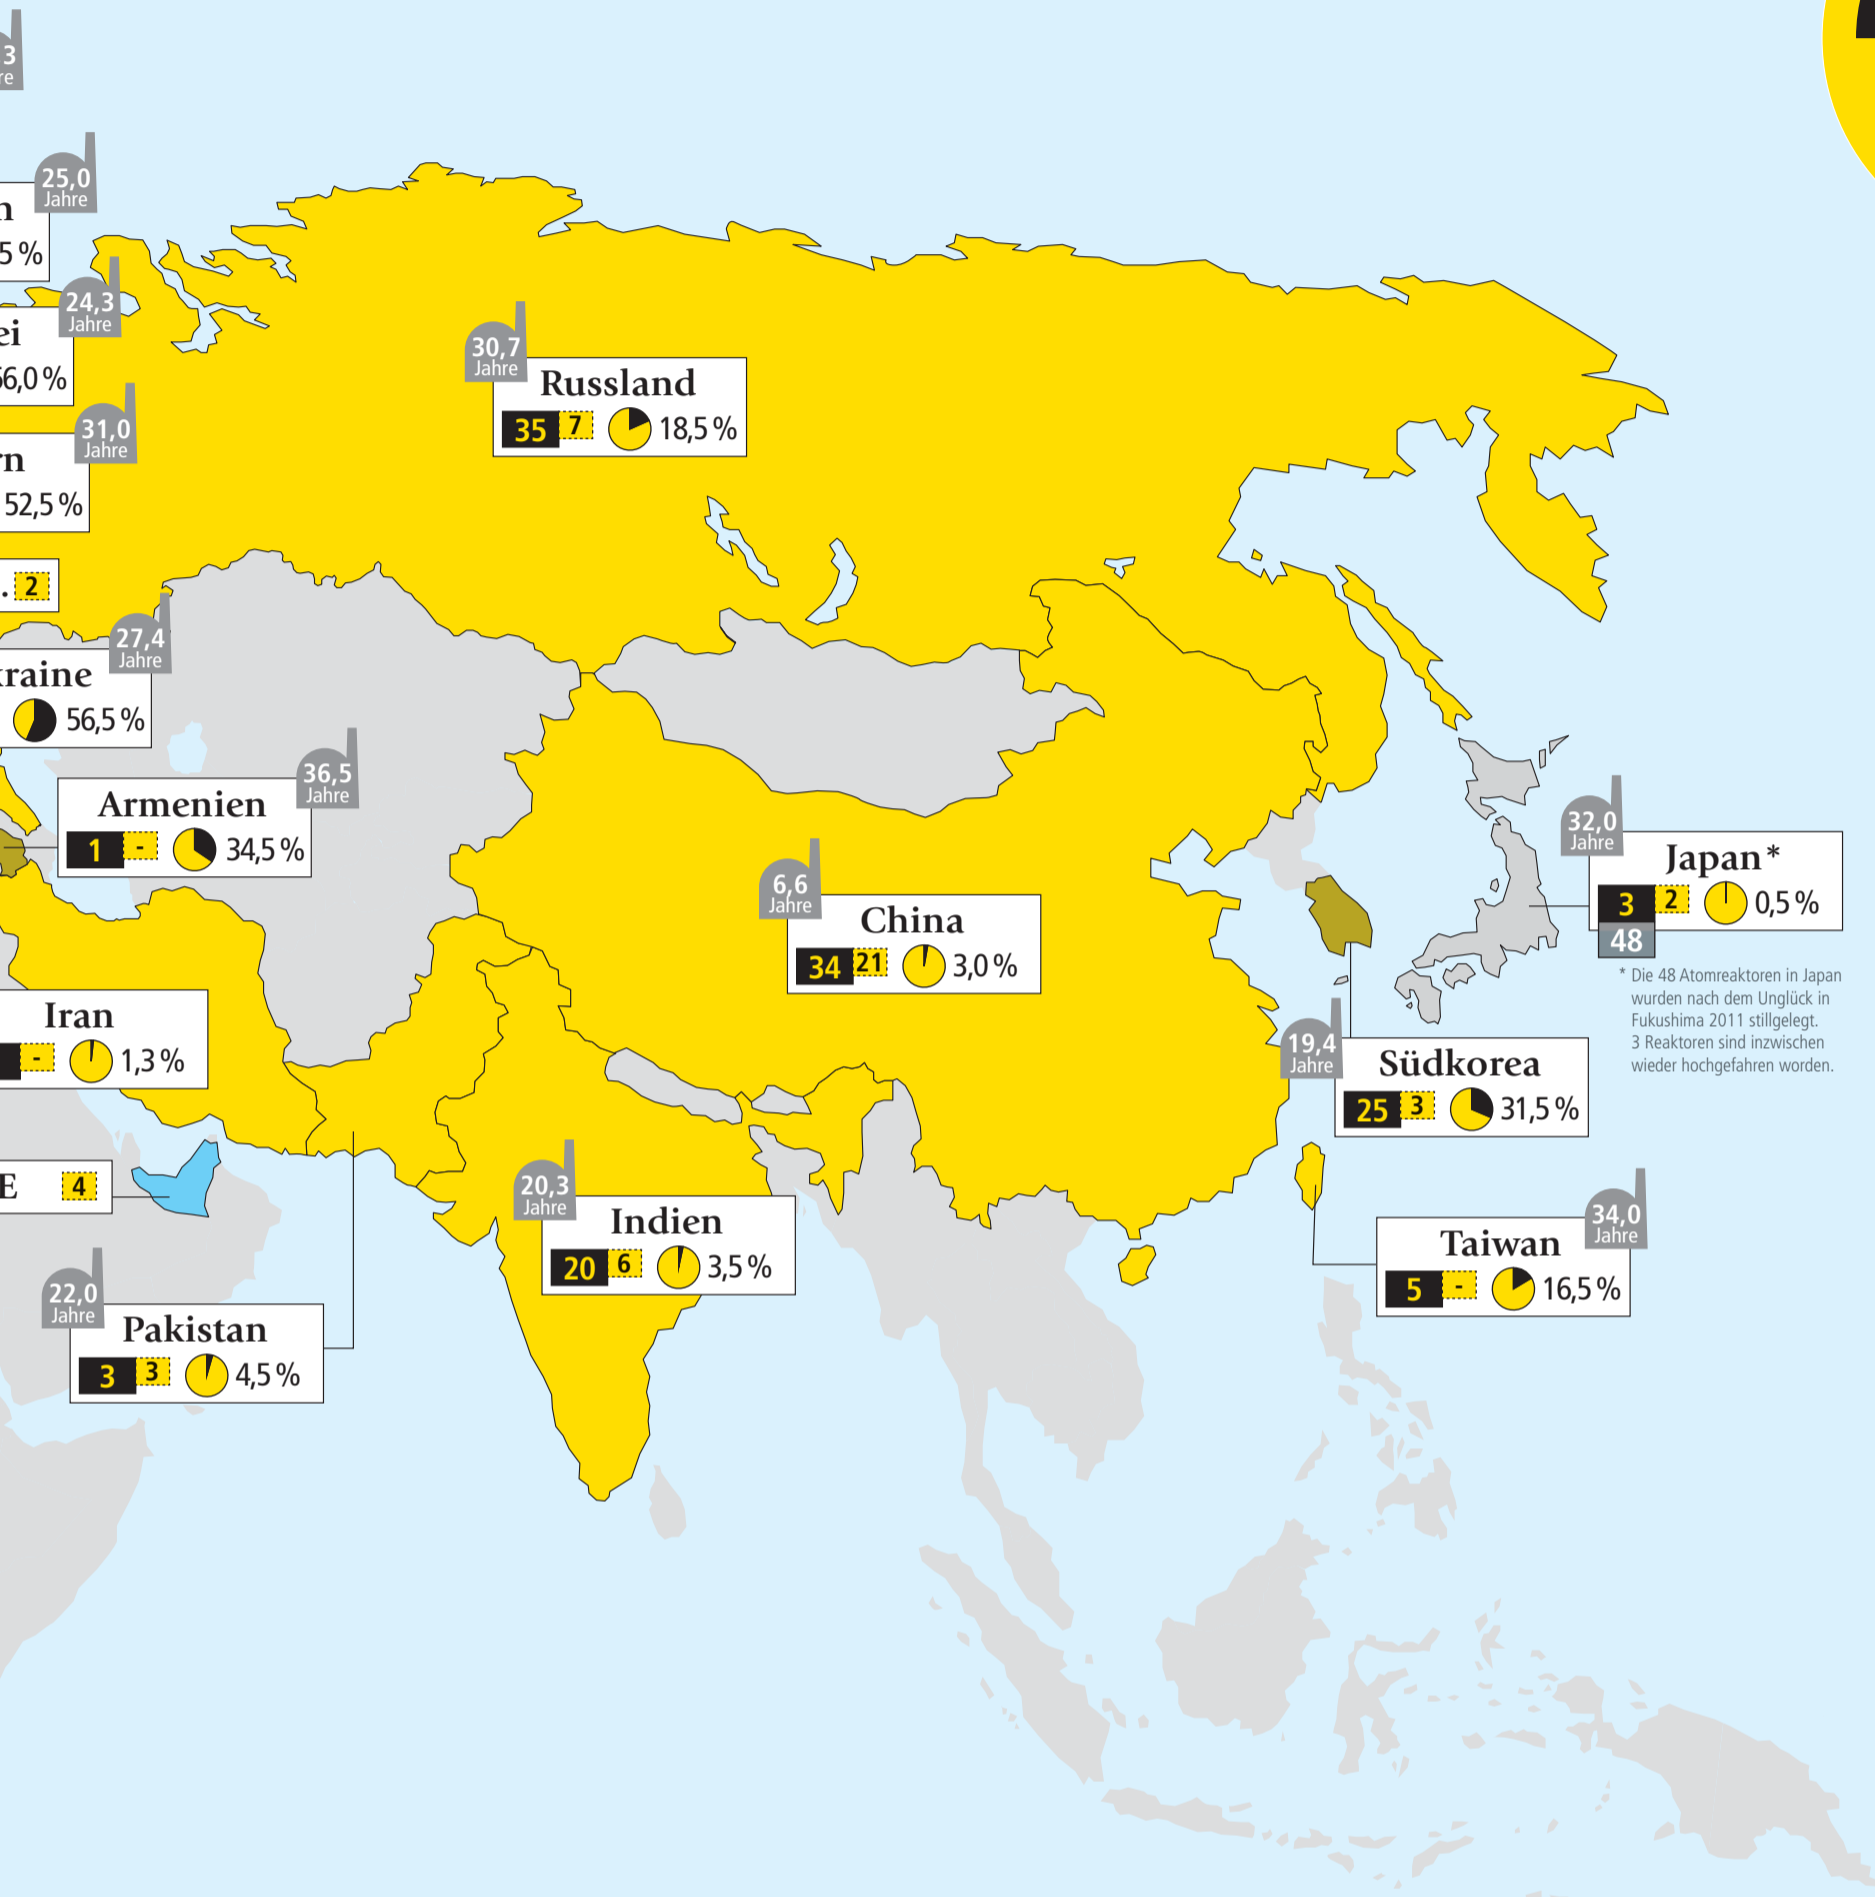 3
re
25,0
Jahre
n
5 %
24,3
Jahre
ei
56,0 %
31,0
Jahre
rn
52,5 %
. 2
30,7
Jahre
Russland
35 7 18,5 %
27,4
Jahre
kraine
56,5 %
36,5
Jahre
Armenien
1 - 34,5 %
32,0
Jahre
Japan *
3 2 0,5 %
48
* Die 48 Atomreaktoren in Japan
wurden nach dem Unglück in
Fukushima 2011 stillgelegt.
3 Reaktoren sind inzwischen
wieder hochgefahren worden.
6,6
Jahre
China
34 21 3,0 %
Iran
- 1,3 %
19,4
Jahre
Südkorea
25 3 31,5 %
E 4
20,3
Jahre
Indien
20 6 3,5 %
34,0
Jahre
Taiwan
5 - 16,5 %
22,0
Jahre
Pakistan
3 3 4,5 %